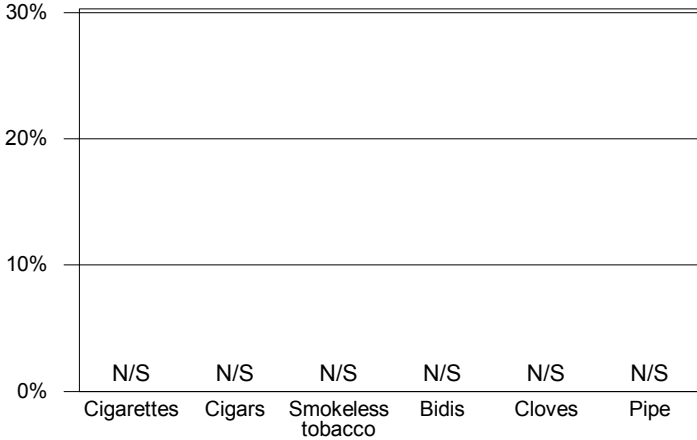 30%
20%
10%
0%
N/S N/S N/S N/S N/S N/S
Cigarettes Cigars Smokeless Bidis Cloves Pipe
tobacco